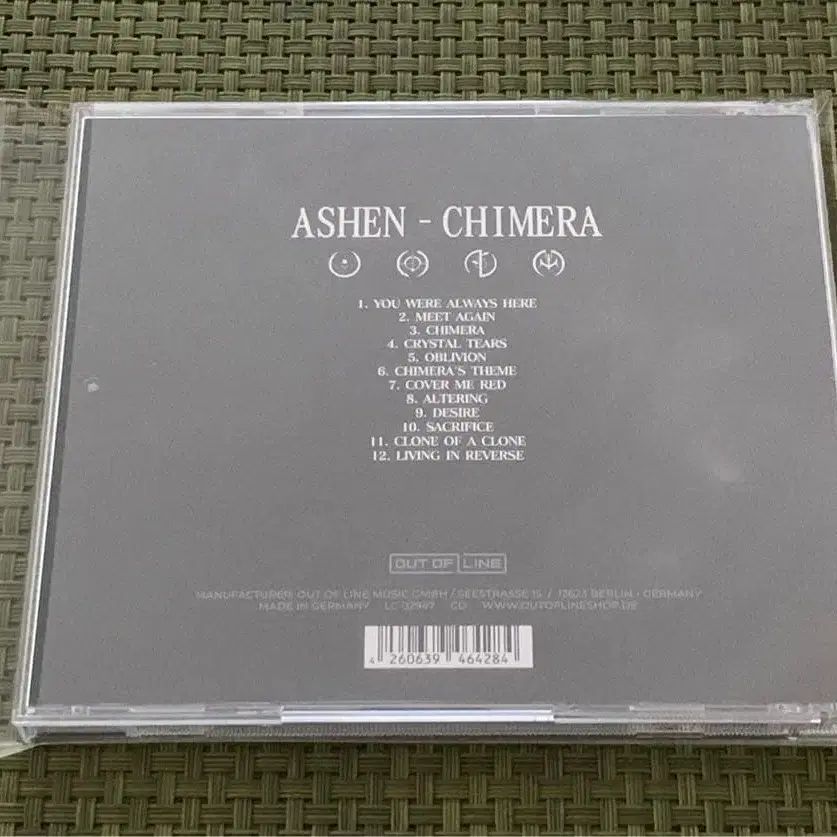 ASHEN - CHIMERA
1. YOU WERE ALWAYS HERE
2. MEET AGAIN
3. CHIMERA
4. CRYSTAL TEARS
5. OBLIVION
6. CHIMERA'S THEME
7. COVER ME RED
8. ALTERING
9. DESIRE
10. SACRIFICE
11. CLONE OF A CLONE
12. LIVING IN REVERSE
OUT OF LINE
MANUFACTURER: OUT OF LINE MUSIC GMBH / SEESTRASSE 15 / BERLIN - GERMANY
MADE IN GERMANY LC CD WWW.OUTOFLINESHOP.DE
4 260639 464284